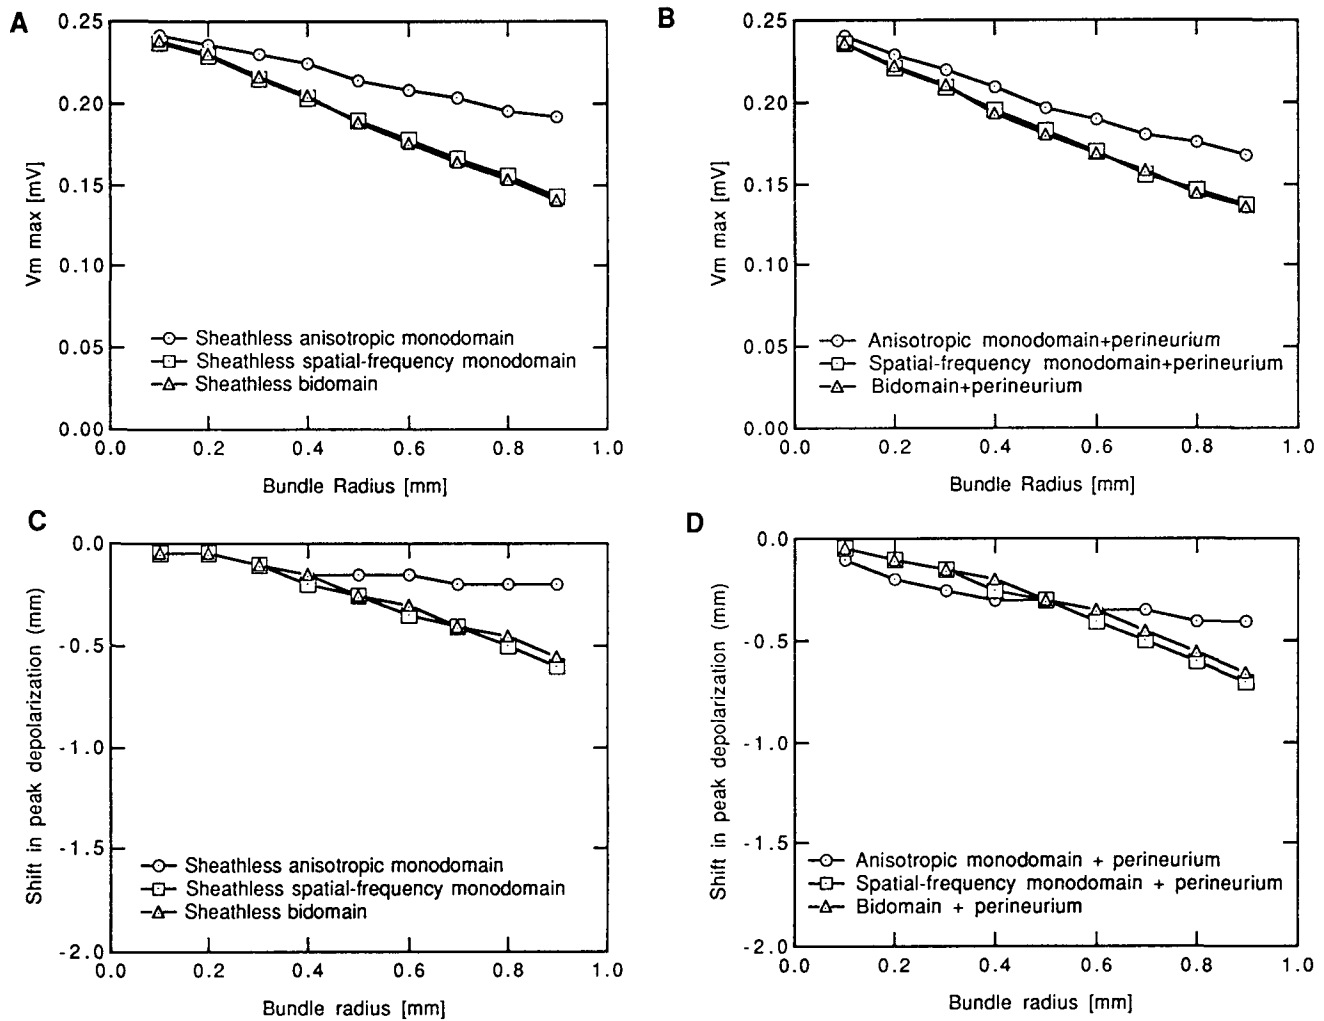 A
0.25
0.20
0.15
0.10
0.05
0.00
Vm max [mV]
Sheathless anisotropic monodomain
Sheathless spatial-frequency monodomain
Sheathless bidomain
0.0 0.2 0.4 0.6 0.8 1.0
Bundle Radius [mm]
B
0.25
0.20
0.15
0.10
0.05
0.00
Vm max [mV]
Anisotropic monodomain+perineurium
Spatial-frequency monodomain+perineurium
Bidomain+perineurium
0.0 0.2 0.4 0.6 0.8 1.0
Bundle Radius [mm]
C
0.0
-0.5
-1.0
-1.5
-2.0
Shift in peak depolarization (mm)
Sheathless anisotropic monodomain
Sheathless spatial-frequency monodomain
Sheathless bidomain
0.0 0.2 0.4 0.6 0.8 1.0
Bundle radius [mm]
D
0.0
-0.5
-1.0
-1.5
-2.0
Shift in peak depolarization (mm)
Anisotropic monodomain + perineurium
Spatial-frequency monodomain + perineurium
Bidomain + perineurium
0.0 0.2 0.4 0.6 0.8 1.0
Bundle radius [mm]